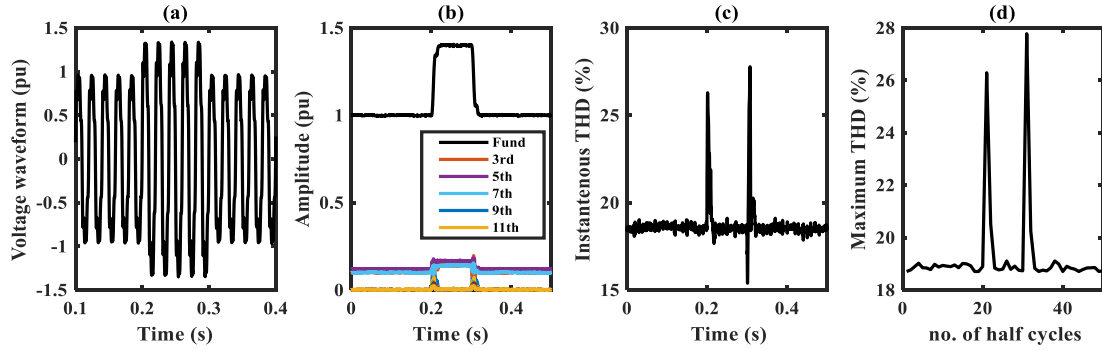 (a)
1.5
1
0.5
0
-0.5
-1
-1.5
0.1
0.2
0.3
0.4
Time (s)
Voltage waveform (pu)
(b)
1.5
1
0.5
0
0
0.2
0.4
Time (s)
Amplitude (pu)
Fund
3rd
5th
7th
9th
11th
(c)
30
25
20
15
0
0.2
0.4
Time (s)
Instantenous THD (%)
(d)
28
26
24
22
20
18
0
20
40
no. of half cycles
Maximum THD (%)